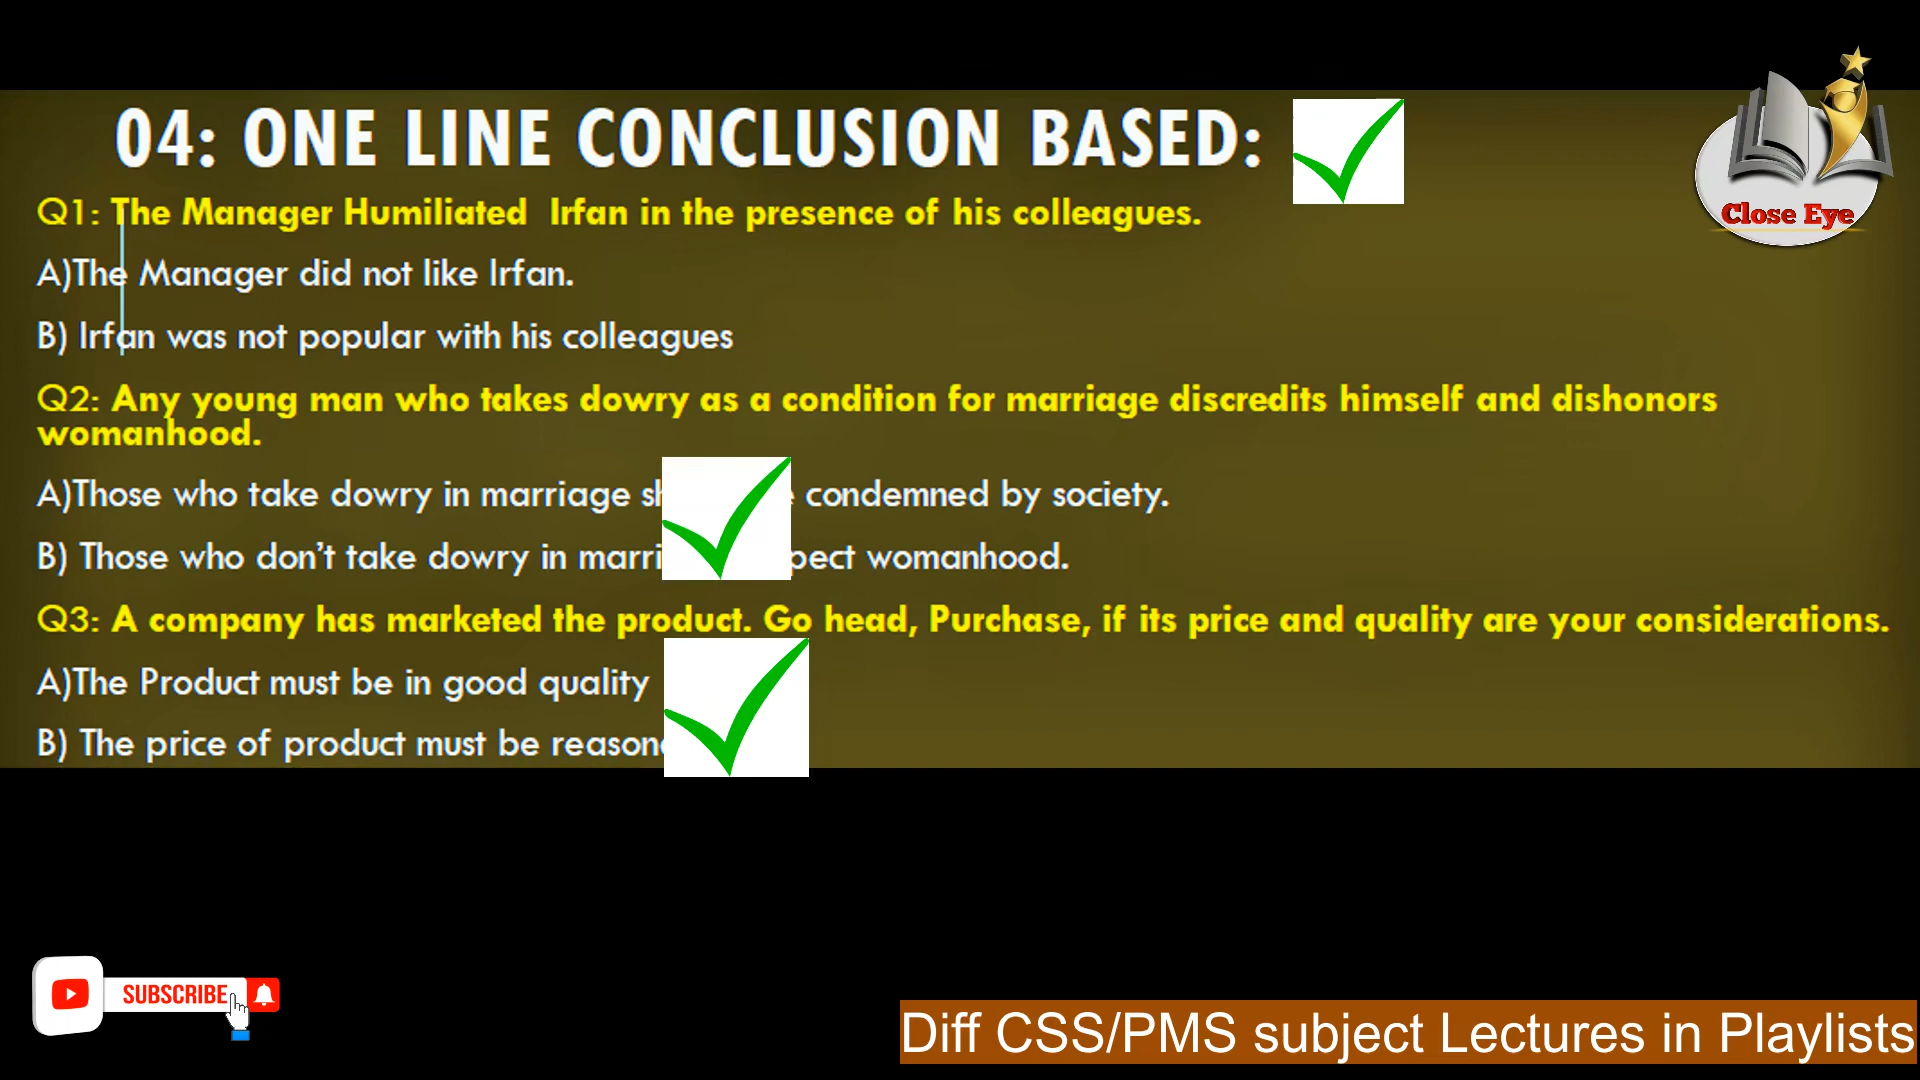 04: ONE LINE CONCLUSION BASED:
Close Eye
Q1: The Manager Humiliated Irfan in the presence of his colleagues.
A)The Manager did not like Irfan.
B) Irfan was not popular with his colleagues
Q2: Any young man who takes dowry as a condition for marriage discredits himself and dishonors
womanhood.
A)Those who take dowry in marriage condemned by society.
B) Those who don't take dowry in womanhood.
Q3: A company has marketed the product. Go head, Purchase, if its price and quality are your considerations.
A)The Product must be in good quality
B) The price of product must be
SUBSCRIBE
Diff CSS/PMS subject Lectures in Playlists